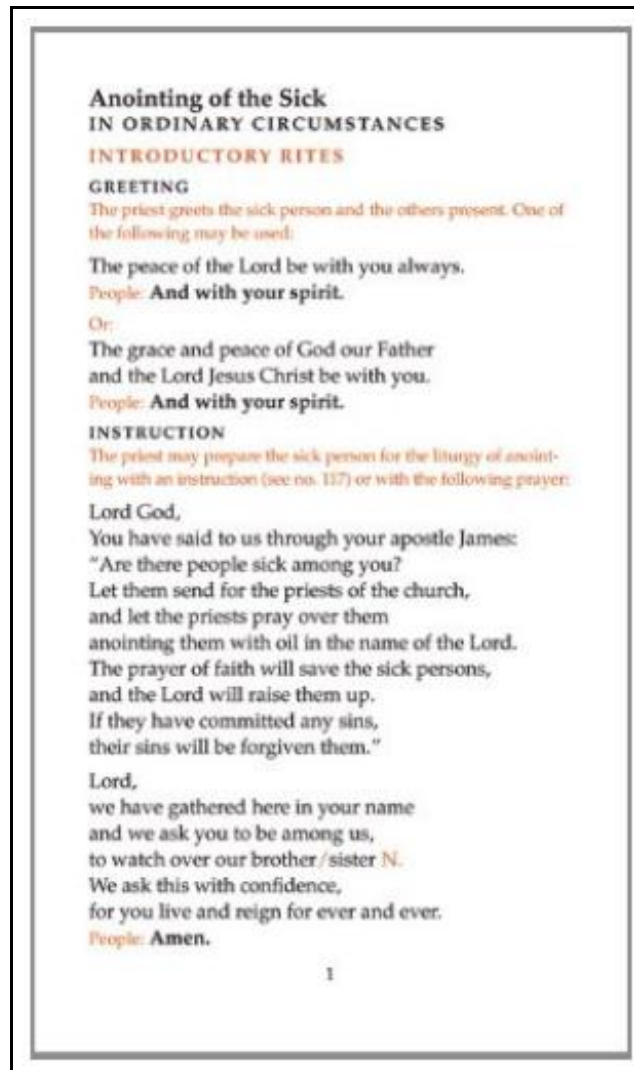 Anointing of the Sick
IN ORDINARY CIRCUMSTANCES
INTRODUCTORY RITES
GREETING
The priest greets the sick person and the others present. One of
the following may be used:
The peace of the Lord be with you always.
People: And with your spirit.
Or:
The grace and peace of God our Father
and the Lord Jesus Christ be with you.
People: And with your spirit.
INSTRUCTION
The priest may prepare the sick person for the liturgy of anoint-
ing with an instruction (see no. 117) or with the following prayer:
Lord God,
You have said to us through your apostle James:
"Are there people sick among you?
Let them send for the priests of the church,
and let the priests pray over them
anointing them with oil in the name of the Lord.
The prayer of faith will save the sick persons,
and the Lord will raise them up.
If they have committed any sins,
their sins will be forgiven them."
Lord,
we have gathered here in your name
and we ask you to be among us,
to watch over our brother/sister N.
We ask this with confidence,
for you live and reign for ever and ever.
People: Amen.
1